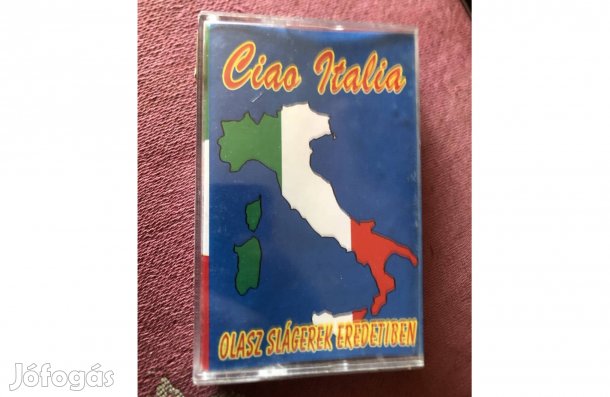 Ciao Italia
OLASZ SLÁGEREK EREDETIBEN
Jófogás